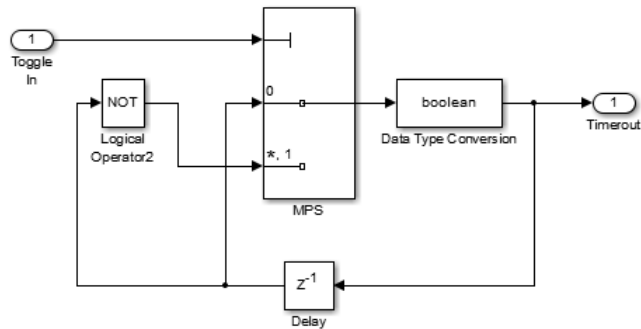 1
Toggle
In
NOT
Logical
Operator2
0
*, 1
MPS
boolean
Data Type Conversion
1
Timerout
Z-1
Delay